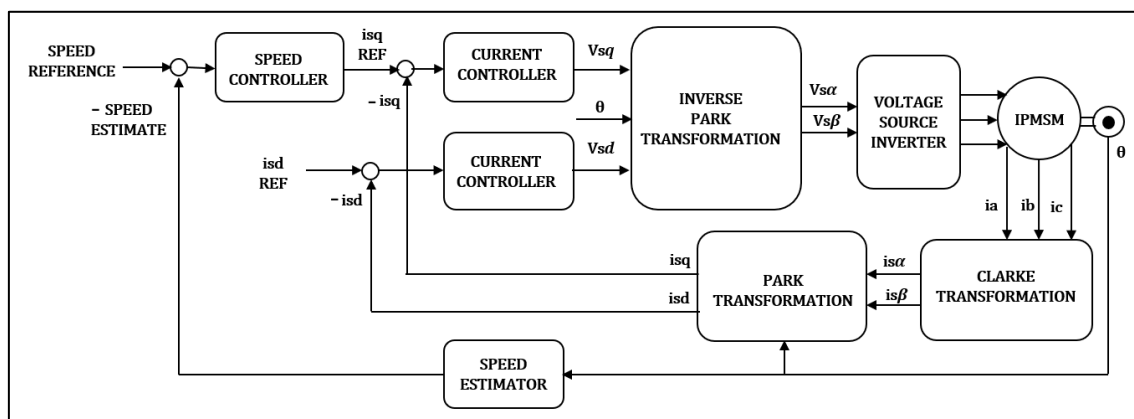 SPEED
REFERENCE
− SPEED
ESTIMATE
SPEED
CONTROLLER
isq
REF
−isq
isd
REF
−isd
CURRENT
CONTROLLER
Vsq
θ
CURRENT
CONTROLLER
Vsd
INVERSE
PARK
TRANSFORMATION
Vsα
Vsβ
VOLTAGE
SOURCE
INVERTER
IPMSM
θ
ia
ib
ic
isq
isd
PARK
TRANSFORMATION
isα
isβ
CLARKE
TRANSFORMATION
SPEED
ESTIMATOR